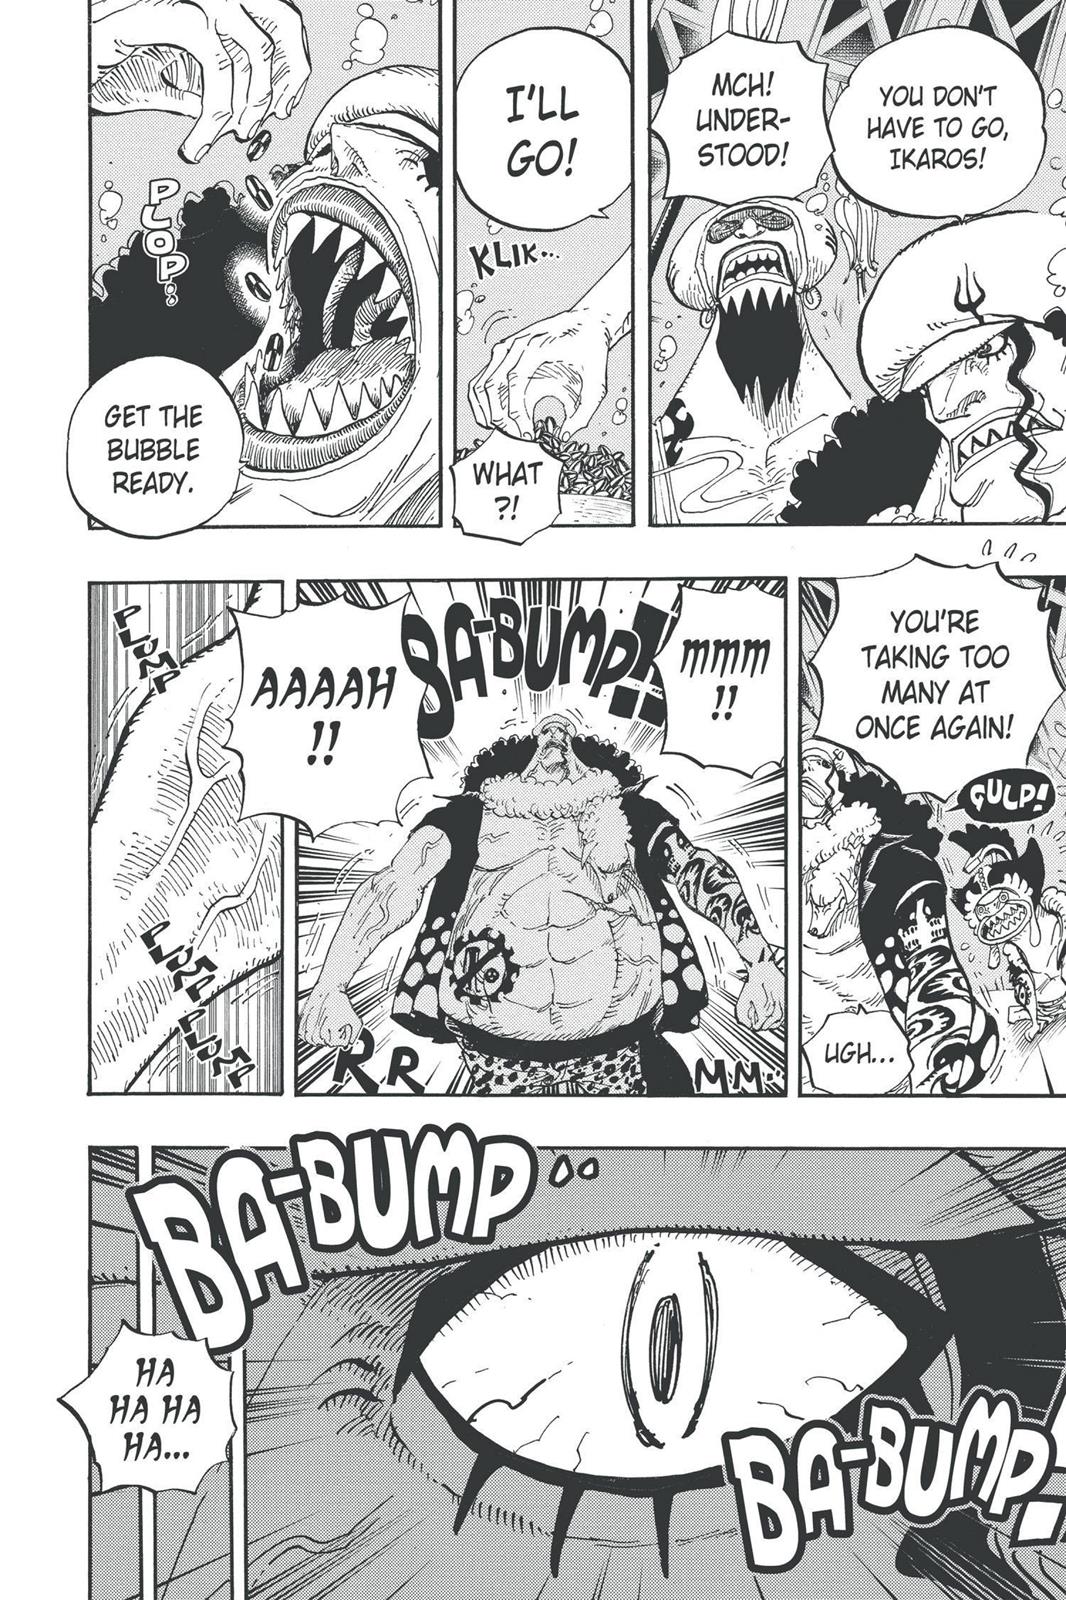 YOU DON'T
HAVE TO GO,
IKAROS!
MCH!
UNDER-
STOOD!
I'LL
GO!
KLIK...
WHAT
?!
PLOP..
GET THE
BUBBLE
READY.
YOU'RE
TAKING TOO
MANY AT
ONCE AGAIN!
GULP!
UGH...
MMM
!!
BA-BUMP!!
AAAAH
!!
RR
MM..
PLUMP
PLUMP
PLUMP
BA-BUMP
BA-BUMP!
HA
HA HA
HA...